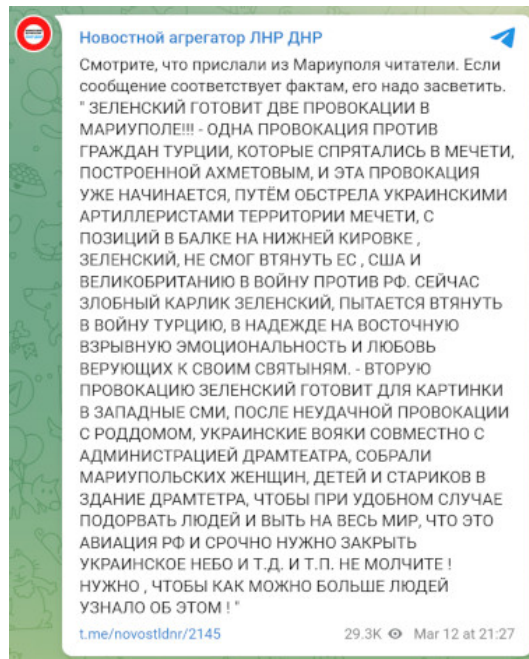 Новостной агрегатор ЛНР ДНР
Смотрите, что прислали из Мариуполя читатели. Если
сообщение соответствует фактам, его надо засветить.
" ЗЕЛЕНСКИЙ ГОТОВИТ ДВЕ ПРОВОКАЦИИ В
МАРИУПОЛЕ!!! - ОДНА ПРОВОКАЦИЯ ПРОТИВ
ГРАЖДАН ТУРЦИИ, КОТОРЫЕ СПРЯТАЛИСЬ В МЕЧЕТИ,
ПОСТРОЕННОЙ АХМЕТОВЫМ, И ЭТА ПРОВОКАЦИЯ
УЖЕ НАЧИНАЕТСЯ, ПУТЁМ ОБСТРЕЛА УКРАИНСКИМИ
АРТИЛЛЕРИСТАМИ ТЕРРИТОРИИ МЕЧЕТИ, С
ПОЗИЦИЙ В БАЛКЕ НА НИЖНЕЙ КИРОВКЕ ,
ЗЕЛЕНСКИЙ, НЕ СМОГ ВТЯНУТЬ ЕС , США И
ВЕЛИКОБРИТАНИЮ В ВОЙНУ ПРОТИВ РФ. СЕЙЧАС
ЗЛОБНЫЙ КАРЛИК ЗЕЛЕНСКИЙ, ПЫТАЕТСЯ ВТЯНУТЬ
В ВОЙНУ ТУРЦИЮ, В НАДЕЖДЕ НА ВОСТОЧНУЮ
ВЗРЫВНУЮ ЭМОЦИОНАЛЬНОСТЬ И ЛЮБОВЬ
ВЕРУЮЩИХ К СВОИМ СВЯТЫНЯМ. - ВТОРУЮ
ПРОВОКАЦИЮ ЗЕЛЕНСКИЙ ГОТОВИТ ДЛЯ КАРТИНКИ
В ЗАПАДНЫЕ СМИ, ПОСЛЕ НЕУДАЧНОЙ ПРОВОКАЦИИ
С РОДДОМОМ, УКРАИНСКИЕ ВОЯКИ СОВМЕСТНО С
АДМИНИСТРАЦИЕЙ ДРАМТЕАТРА, СОБРАЛИ
МАРИУПОЛЬСКИХ ЖЕНЩИН, ДЕТЕЙ И СТАРИКОВ В
ЗДАНИЕ ДРАМТЕТРА, ЧТОБЫ ПРИ УДОБНОМ СЛУЧАЕ
ПОДОРВАТЬ ЛЮДЕЙ И ВЫТЬ НА ВЕСЬ МИР, ЧТО ЭТО
АВИАЦИЯ РФ И СРОЧНО НУЖНО ЗАКРЫТЬ
УКРАИНСКОЕ НЕБО И Т.Д. И Т.П. НЕ МОЛЧИТЕ !
НУЖНО , ЧТОБЫ КАК МОЖНО БОЛЬШЕ ЛЮДЕЙ
УЗНАЛО ОБ ЭТОМ ! "
t.me/novostldnr/2145 29.3K Mar 12 at 21:27